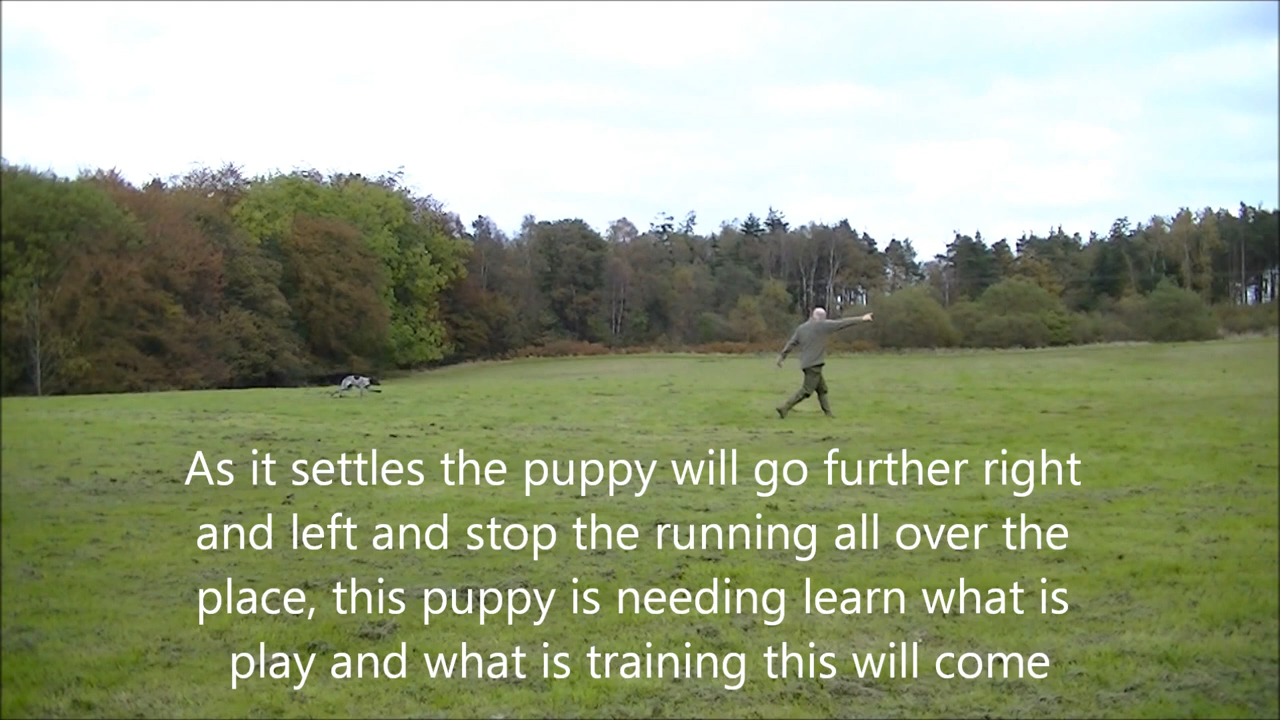 As it settles the puppy will go further right
and left and stop the running all over the
place, this puppy is needing learn what is
play and what is training this will come